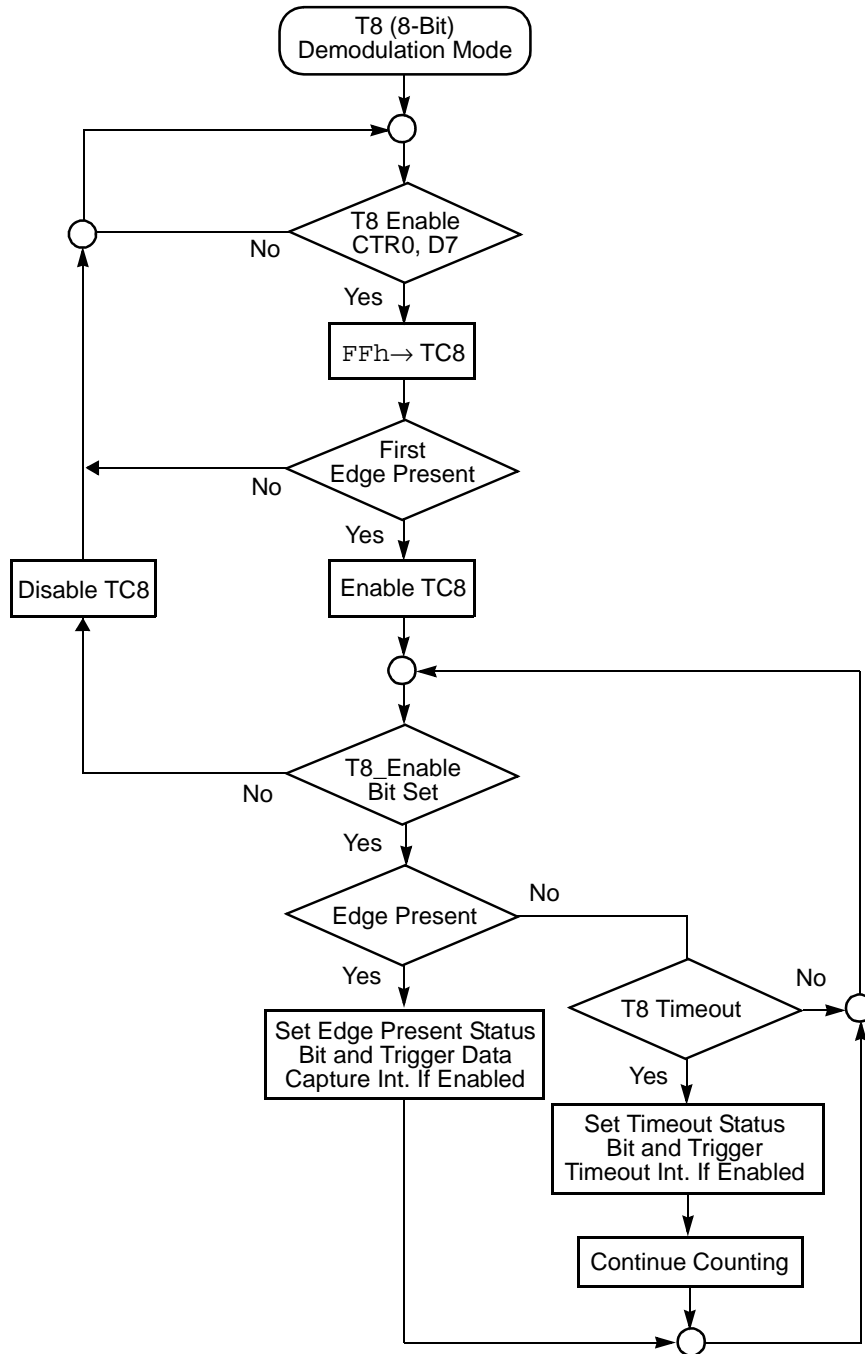 T8 (8-Bit)
Demodulation Mode
T8 Enable
CTR0, D7
No
Yes
FFh→ TC8
First
Edge Present
No
Yes
Disable TC8
Enable TC8
T8_Enable
Bit Set
No
Yes
Edge Present
No
Yes
T8 Timeout
No
Set Edge Present Status
Bit and Trigger Data
Capture Int. If Enabled
Yes
Set Timeout Status
Bit and Trigger
Timeout Int. If Enabled
Continue Counting